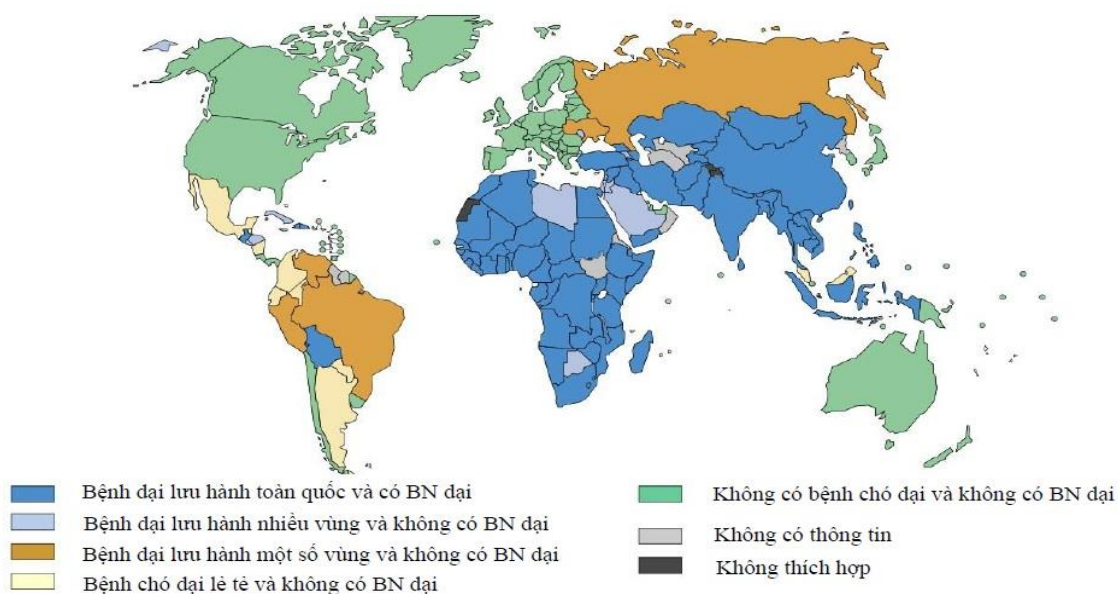 Bệnh dại lưu hành toàn quốc và có BN dại
Bệnh dại lưu hành nhiều vùng và không có BN dại
Bệnh dại lưu hành một số vùng và không có BN dại
Bệnh chó dại lẻ tẻ và không có BN dại
Không có bệnh chó dại và không có BN dại
Không có thông tin
Không thích hợp